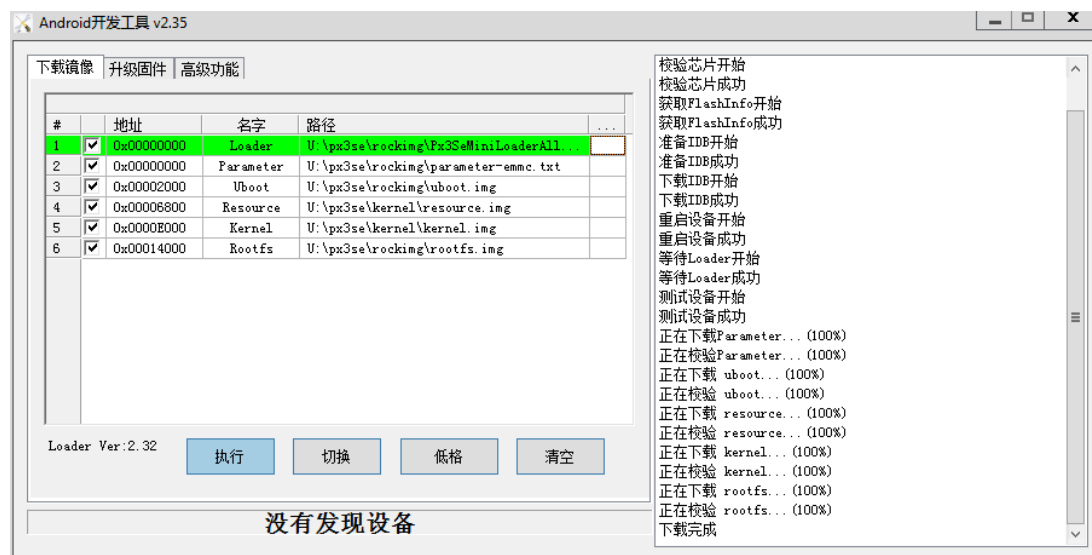 Android开发工具 v2.35
下载镜像 升级固件 高级功能
# 地址 名字 路径 ...
1 0x00000000 Loader U:\px3se\rockimg\Px3SeMiniLoaderAll...
2 0x00000000 Parameter U:\px3se\rockimg\parameter-emmc.txt
3 0x00002000 Uboot U:\px3se\rockimg\uboot.img
4 0x00006800 Resource U:\px3se\kernel\resource.img
5 0x0000E000 Kernel U:\px3se\kernel\kernel.img
6 0x00014000 Rootfs U:\px3se\rockimg\rootfs.img
Loader Ver:2.32 执行 切换 低格 清空
没有发现设备
校验芯片开始
校验芯片成功
获取FlashInfo开始
获取FlashInfo成功
准备IDB开始
准备IDB成功
下载IDB开始
下载IDB成功
重启设备开始
重启设备成功
等待Loader开始
等待Loader成功
测试设备开始
测试设备成功
正在下载Parameter...(100%)
正在校验Parameter...(100%)
正在下载 uboot...(100%)
正在校验 uboot...(100%)
正在下载 resource...(100%)
正在校验 resource...(100%)
正在下载 kernel...(100%)
正在校验 kernel...(100%)
正在下载 rootfs...(100%)
正在校验 rootfs...(100%)
下载完成